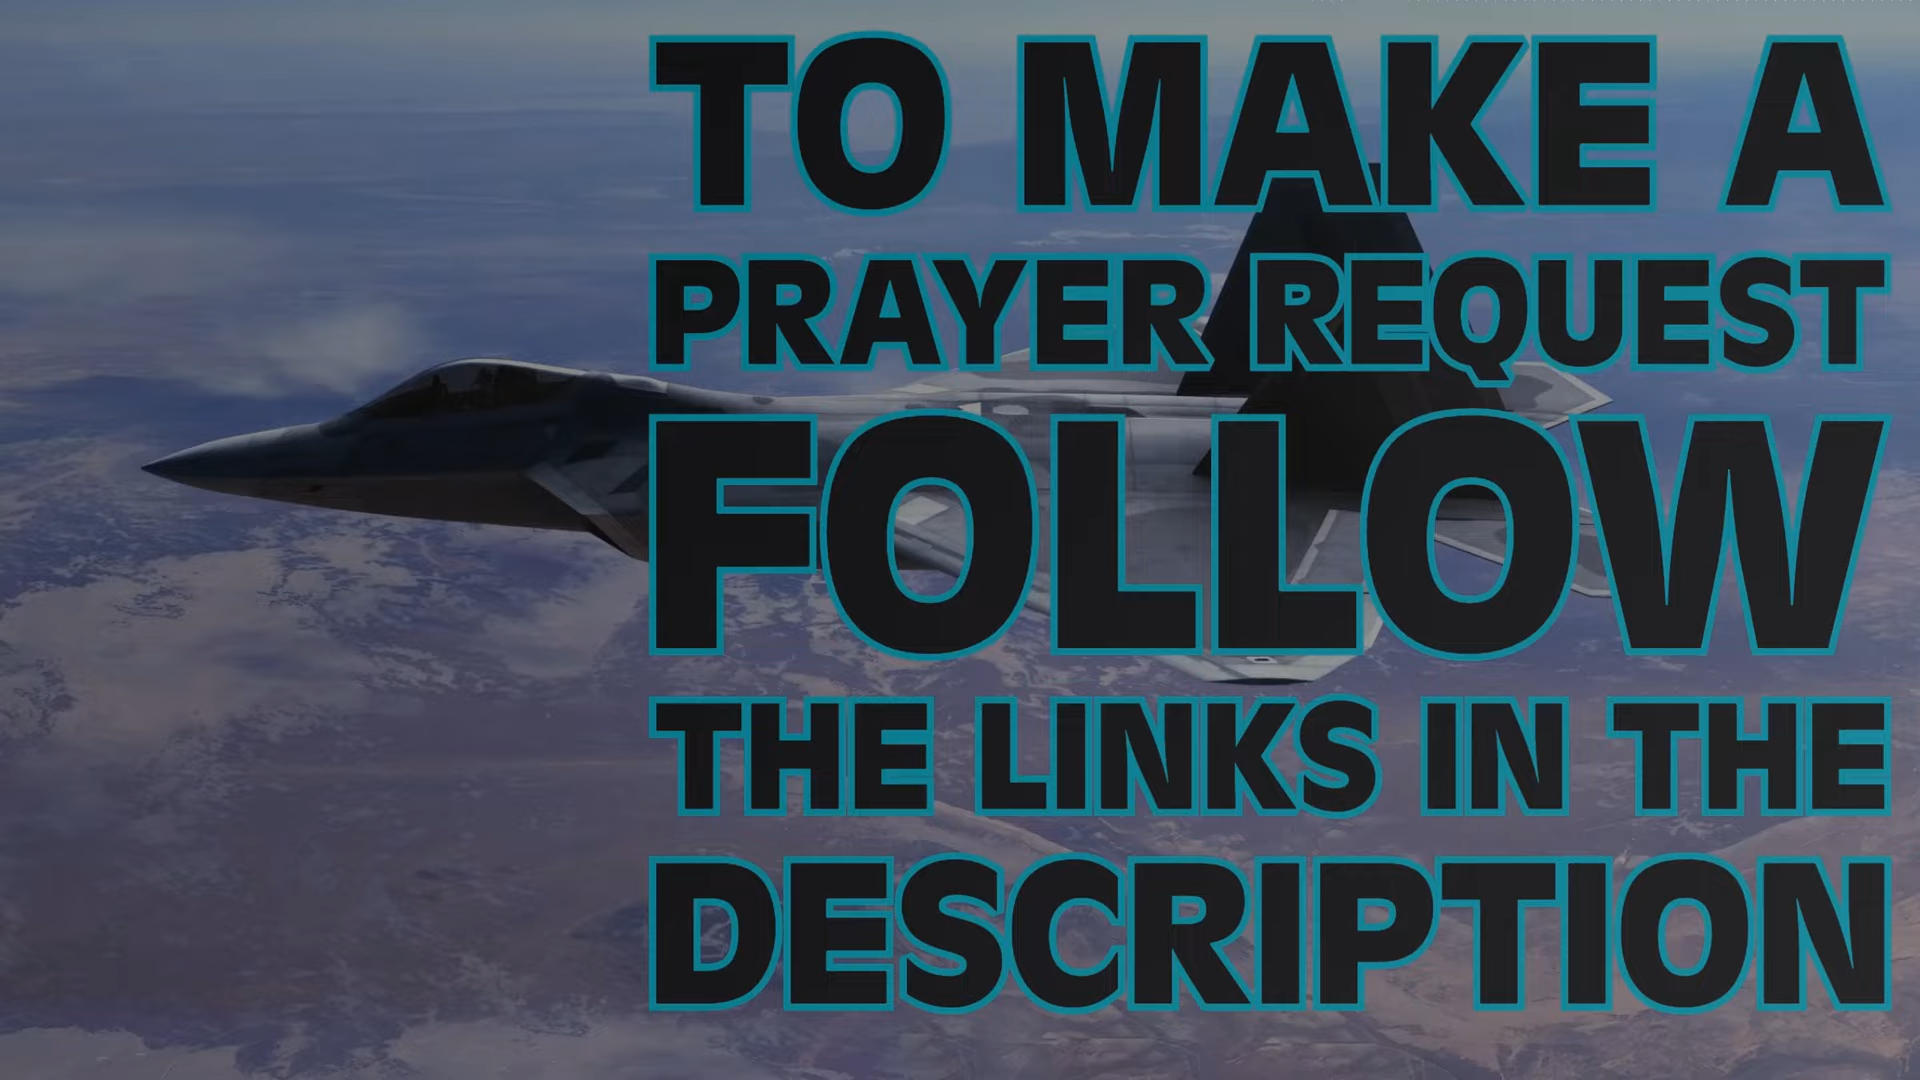 TO MAKE A
PRAYER REQUEST
FOLLOW
THE LINKS IN THE
DESCRIPTION